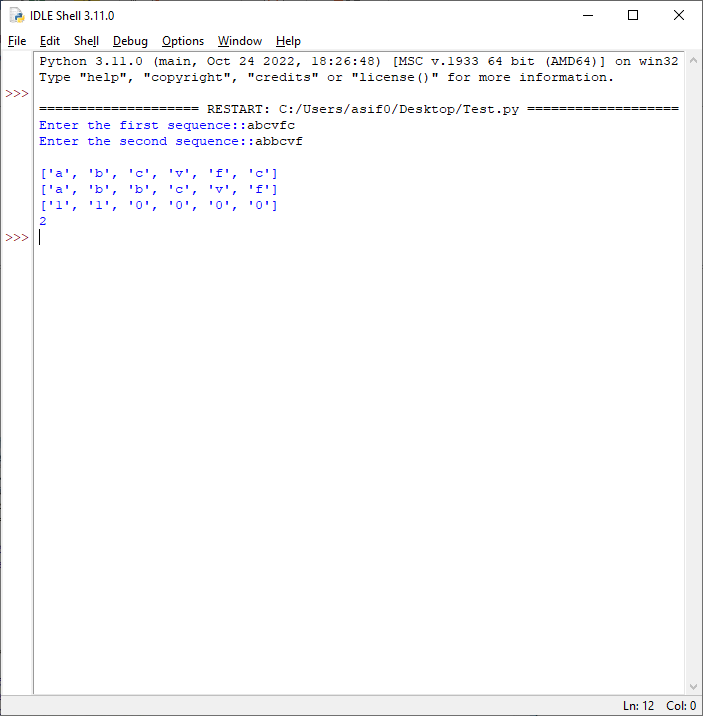 IDLE Shell 3.11.0
File Edit Shell Debug Options Window Help
Python 3.11.0 (main, Oct 24 2022, 18:26:48) [MSC v.1933 64 bit (AMD64)] on win32
Type "help", "copyright", "credits" or "license()" for more information.
>>>
==================== RESTART: C:/Users/asif0/Desktop/Test.py ===================
Enter the first sequence::abcvfc
Enter the second sequence::abbcvf
['a', 'b', 'c', 'v', 'f', 'c']
['a', 'b', 'b', 'c', 'v', 'f']
['1', '1', '0', '0', '0', '0']
2
>>>
Ln: 12 Col: 0